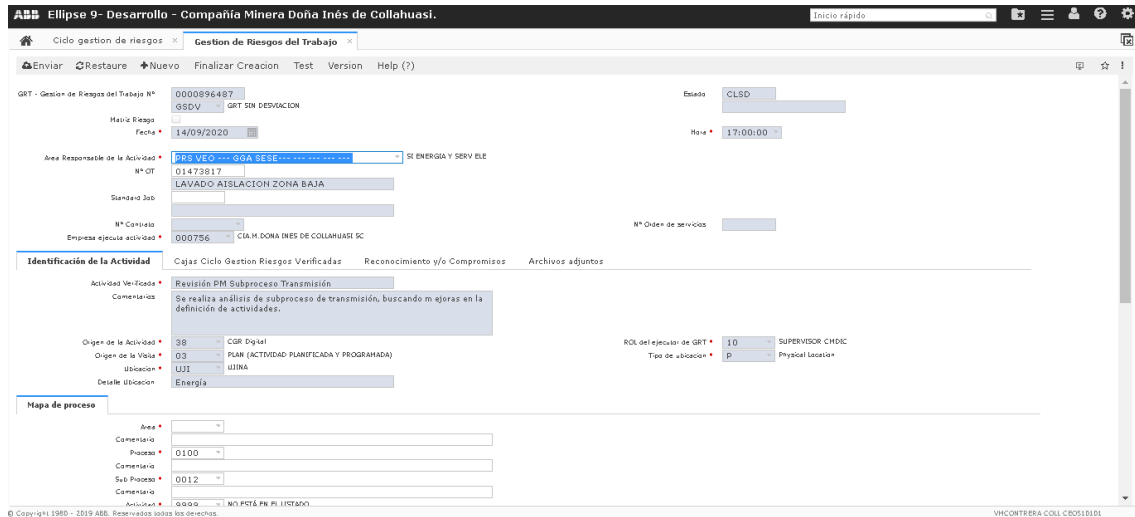 ABB Ellipse 9- Desarrollo - Compañía Minera Doña Inés de Collahuasi.
Inicio rápido
Ciclo gestion de riesgos ×
Gestion de Riesgos del Trabajo ×
Enviar Restaure Nuevo Finalizar Creacion Test Version Help (?)
GRT - Gestion de Riesgos del Trabajo Nº 0000896487 Estado CLSD
GSDV GRT SIN DESVIACION
Matriz Riesgo
Fecha * 14/09/2020 Hora * 17:00:00
Area Responsable de la Actividad * PRS VEO --- GGA SESE--- --- --- --- --- SI ENERGIA Y SERV ELE
Nº OT 01473817
LAVADO AISLACION ZONA BAJA
Standard Job
Nº Contrato Nº Orden de servicios
Empresa ejecuta actividad * 000756 CIA.M.DONA INES DE COLLAHUASI SC
Identificación de la Actividad Cajas Ciclo Gestion Riesgos Verificadas Reconocimiento y/o Compromisos Archivos adjuntos
Actividad Verificada * Revisión PM Subproceso Transmisión
Comentarios Se realiza análisis de subproceso de transmisión, buscando m ejoras en la
definición de actividades.
Origen de la Actividad * 38 CGR Digital ROL del ejecutor de GRT * 10 SUPERVISOR CMDIC
Origen de la Visita * 03 PLAN (ACTIVIDAD PLANIFICADA Y PROGRAMADA) Tipo de ubicacion * P Physical Location
Ubicacion * UJI UJINA
Detalle Ubicacion Energía
Mapa de proceso
Area *
Comentario
Proceso * 0100
Comentario
Sub Proceso * 0012
Comentario
Actividad * 9999 NO ESTÁ EN EL LISTADO
© Copyright 1980 - 2019 ABB. Reservados todos los derechos. VHCONTRERA COLL CEO51D1D1